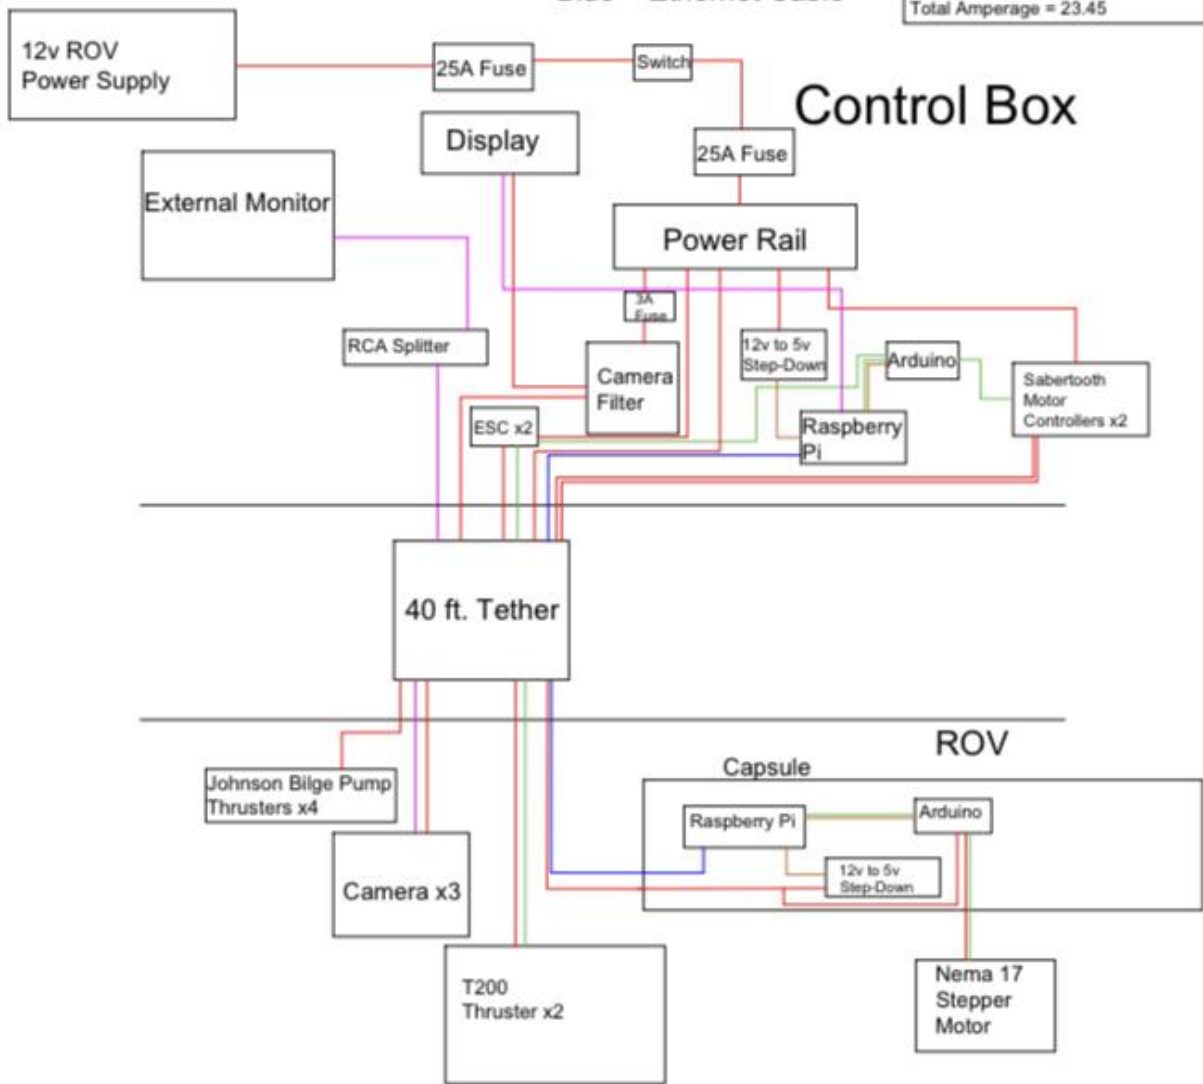 Blue - Ethernet Cable
Total Amperage = 23.45
12v ROV
Power Supply
25A Fuse
Switch
Control Box
Display
25A Fuse
External Monitor
Power Rail
3A
Fuse
RCA Splitter
12v to 5v
Step-Down
Arduino
Camera
Filter
Sabertooth
Motor
Controllers x2
ESC x2
Raspberry
Pi
40 ft. Tether
ROV
Capsule
Johnson Bilge Pump
Thrusters x4
Raspberry Pi
Arduino
Camera x3
12v to 5v
Step-Down
T200
Thruster x2
Nema 17
Stepper
Motor